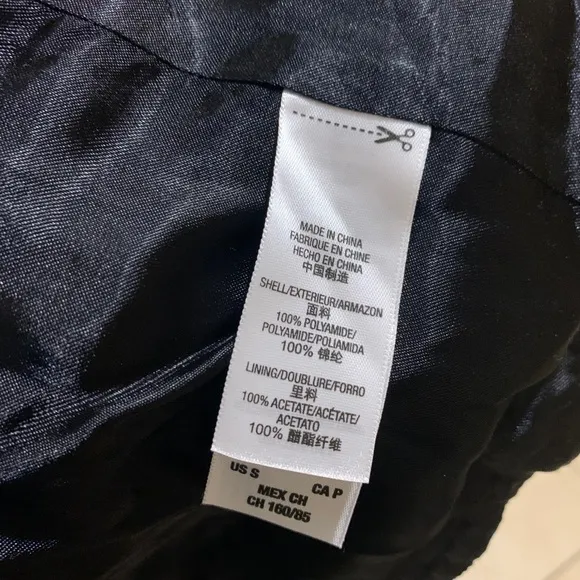 MADE IN CHINA
FABRIQUE EN CHINE
HECHO EN CHINA
中国制造
SHELL/EXTERIEUR/ARMAZON
面料
100% POLYAMIDE/
POLYAMIDE/POLIAMIDA
100% 锦纶
LINING/DOUBLURE/FORRO
里料
100% ACETATE/ACÉTATE/
ACETATO
100% 醋酯纤维
US S CA P
MEX CH
CH 160/85